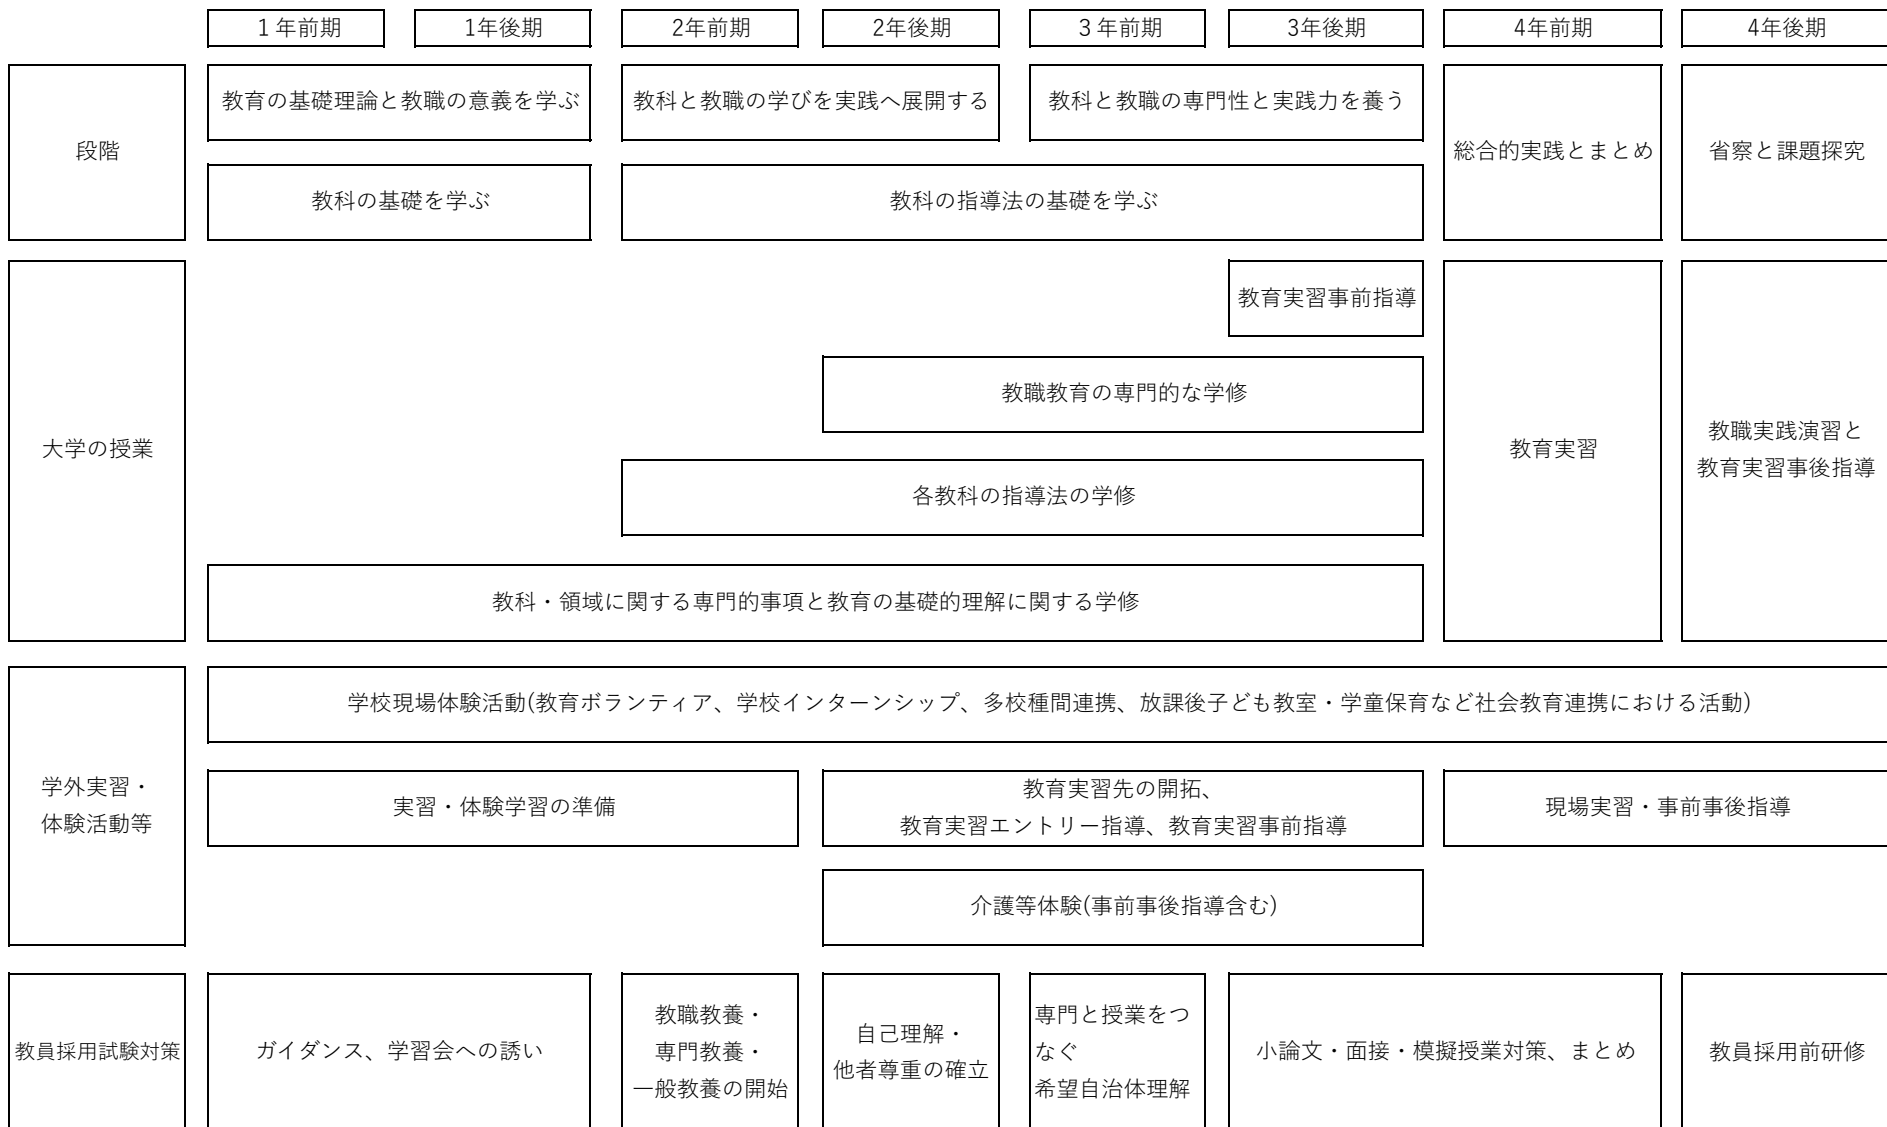 1年前期
1年後期
2年前期
2年後期
3年前期
3年後期
4年前期
4年後期
段階
教育の基礎理論と教職の意義を学ぶ
教科と教職の学びを実践へ展開する
教科と教職の専門性と実践力を養う
総合的実践とまとめ
省察と課題探究
教科の基礎を学ぶ
教科の指導法の基礎を学ぶ
大学の授業
教育実習事前指導
教職教育の専門的な学修
各教科の指導法の学修
教科・領域に関する専門的事項と教育の基礎的理解に関する学修
教育実習
教職実践演習と
教育実習事後指導
学外実習・
体験活動等
学校現場体験活動(教育ボランティア、学校インターンシップ、多校種間連携、放課後子ども教室・学童保育など社会教育連携における活動)
実習・体験学習の準備
教育実習先の開拓、
教育実習エントリー指導、教育実習事前指導
現場実習・事前事後指導
介護等体験(事前事後指導含む)
教員採用試験対策
ガイダンス、学習会への誘い
教職教養・
専門教養・
一般教養の開始
自己理解・
他者尊重の確立
専門と授業をつ
なぐ
希望自治体理解
小論文・面接・模擬授業対策、まとめ
教員採用前研修